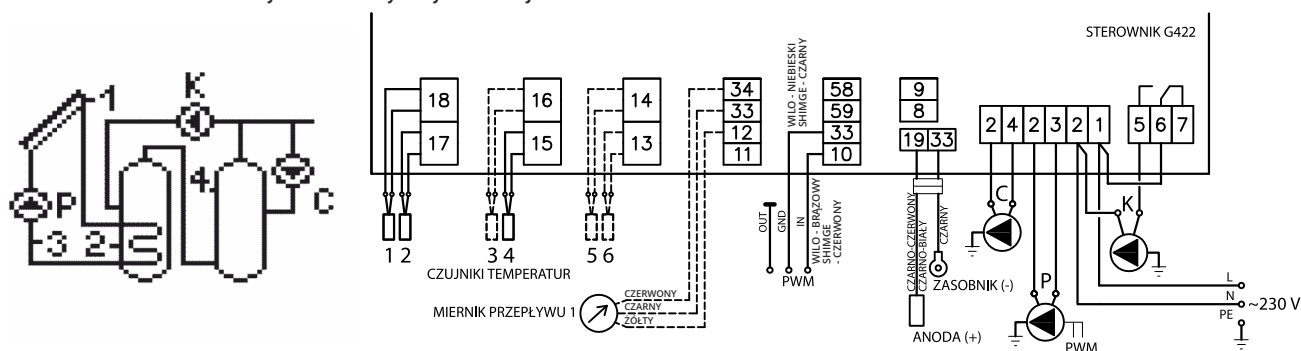 STEROWNIK G422
K
1
P
3
2
4
C
18
17
16
15
14
13
34
33
12
11
WILO - NIEBIESKI
SHIMGE - CZARNY
58
59
33
10
9
8
19 33
2 4 2 3 2 1
5 6 7
1 2
3 4
5 6
CZUJNIKI TEMPERATUR
MIERNIK PRZEPŁYWU 1
CZERWONY
CZARNY
ŻÓŁTY
OUT
GND
IN
WILO - BRĄZOWY
SHIMGE
- CZERWONY
PWM
CZARNO-CZERWONY
CZARNO-BIAŁY
CZARNY
ZASOBNIK (-)
ANODA (+)
C
P
PWM
K
L
N
PE
~230 V